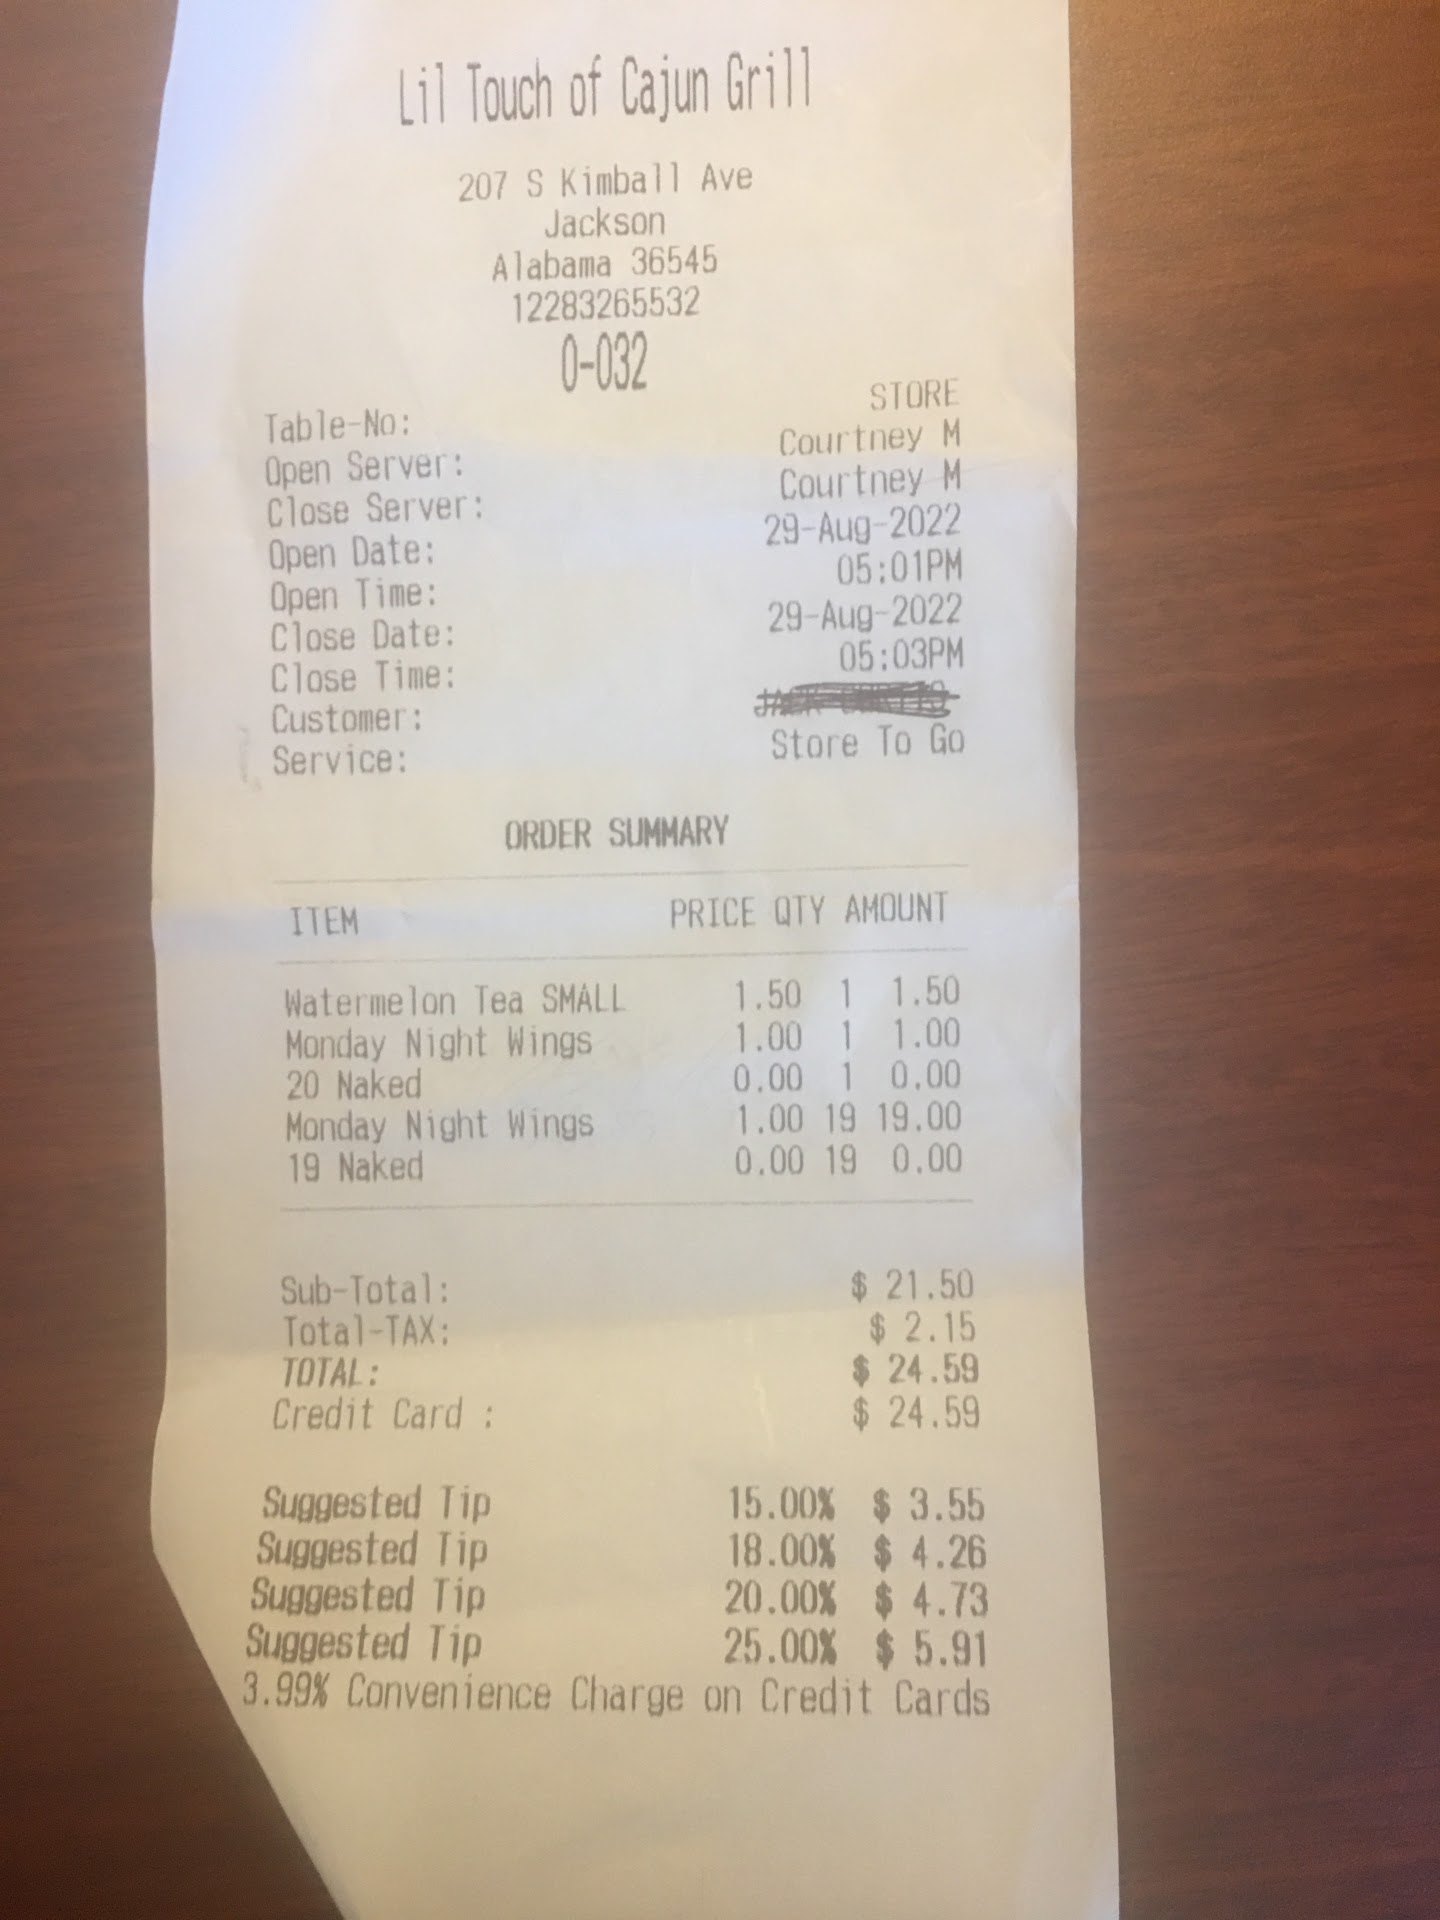 Lil Touch of Cajun Grill
207 S Kimball Ave
Jackson
Alabama 36545
12283265532
O-032
Table-No: STORE
Open Server: Courtney M
Close Server: Courtney M
Open Date: 29-Aug-2022
Open Time: 05:01PM
Close Date: 29-Aug-2022
Close Time: 05:03PM
Customer:
Service: Store To Go
ORDER SUMMARY
ITEM PRICE QTY AMOUNT
Watermelon Tea SMALL 1.50 1 1.50
Monday Night Wings 1.00 1 1.00
20 Naked 0.00 1 0.00
Monday Night Wings 1.00 19 19.00
19 Naked 0.00 19 0.00
Sub-Total: $ 21.50
Total-TAX: $ 2.15
TOTAL: $ 24.59
Credit Card : $ 24.59
Suggested Tip 15.00% $ 3.55
Suggested Tip 18.00% $ 4.26
Suggested Tip 20.00% $ 4.73
Suggested Tip 25.00% $ 5.91
3.99% Convenience Charge on Credit Cards